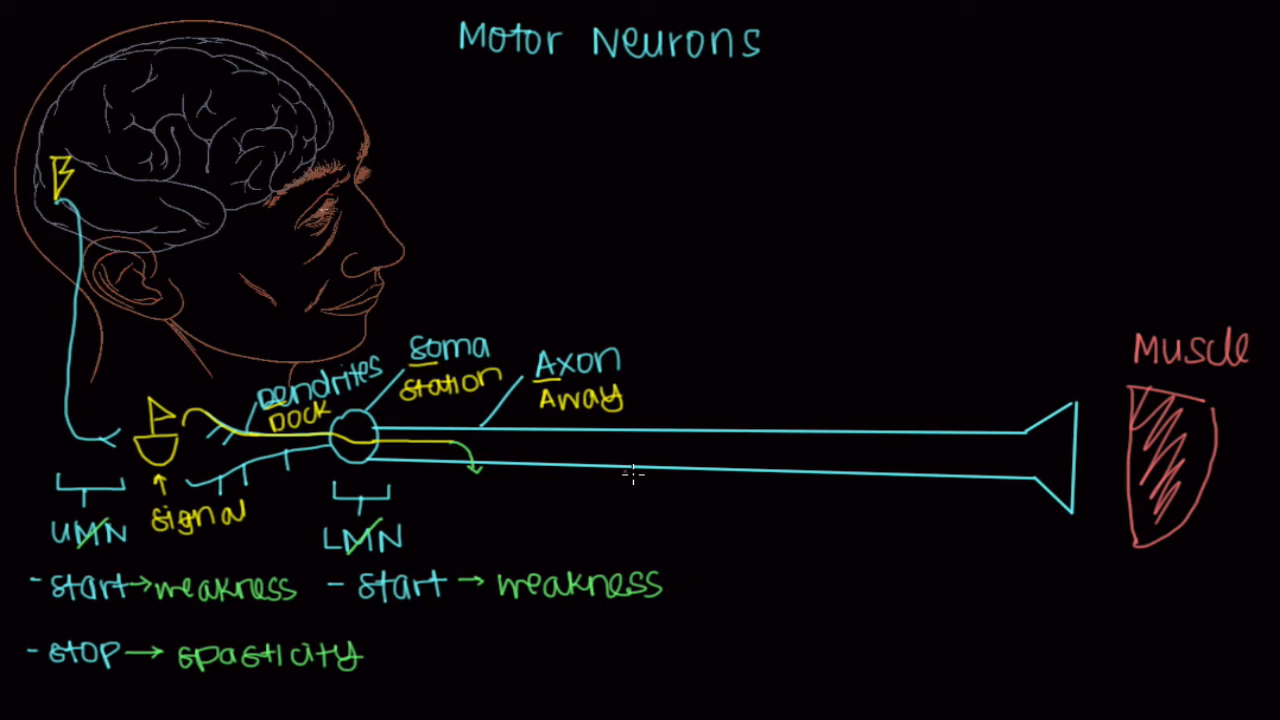 Motor Neurons
Muscle
Soma
Station
Axon
Away
Dendrites
Dock
signal
UMN
LMN
- start → weakness
- start → weakness
- stop → spasticity